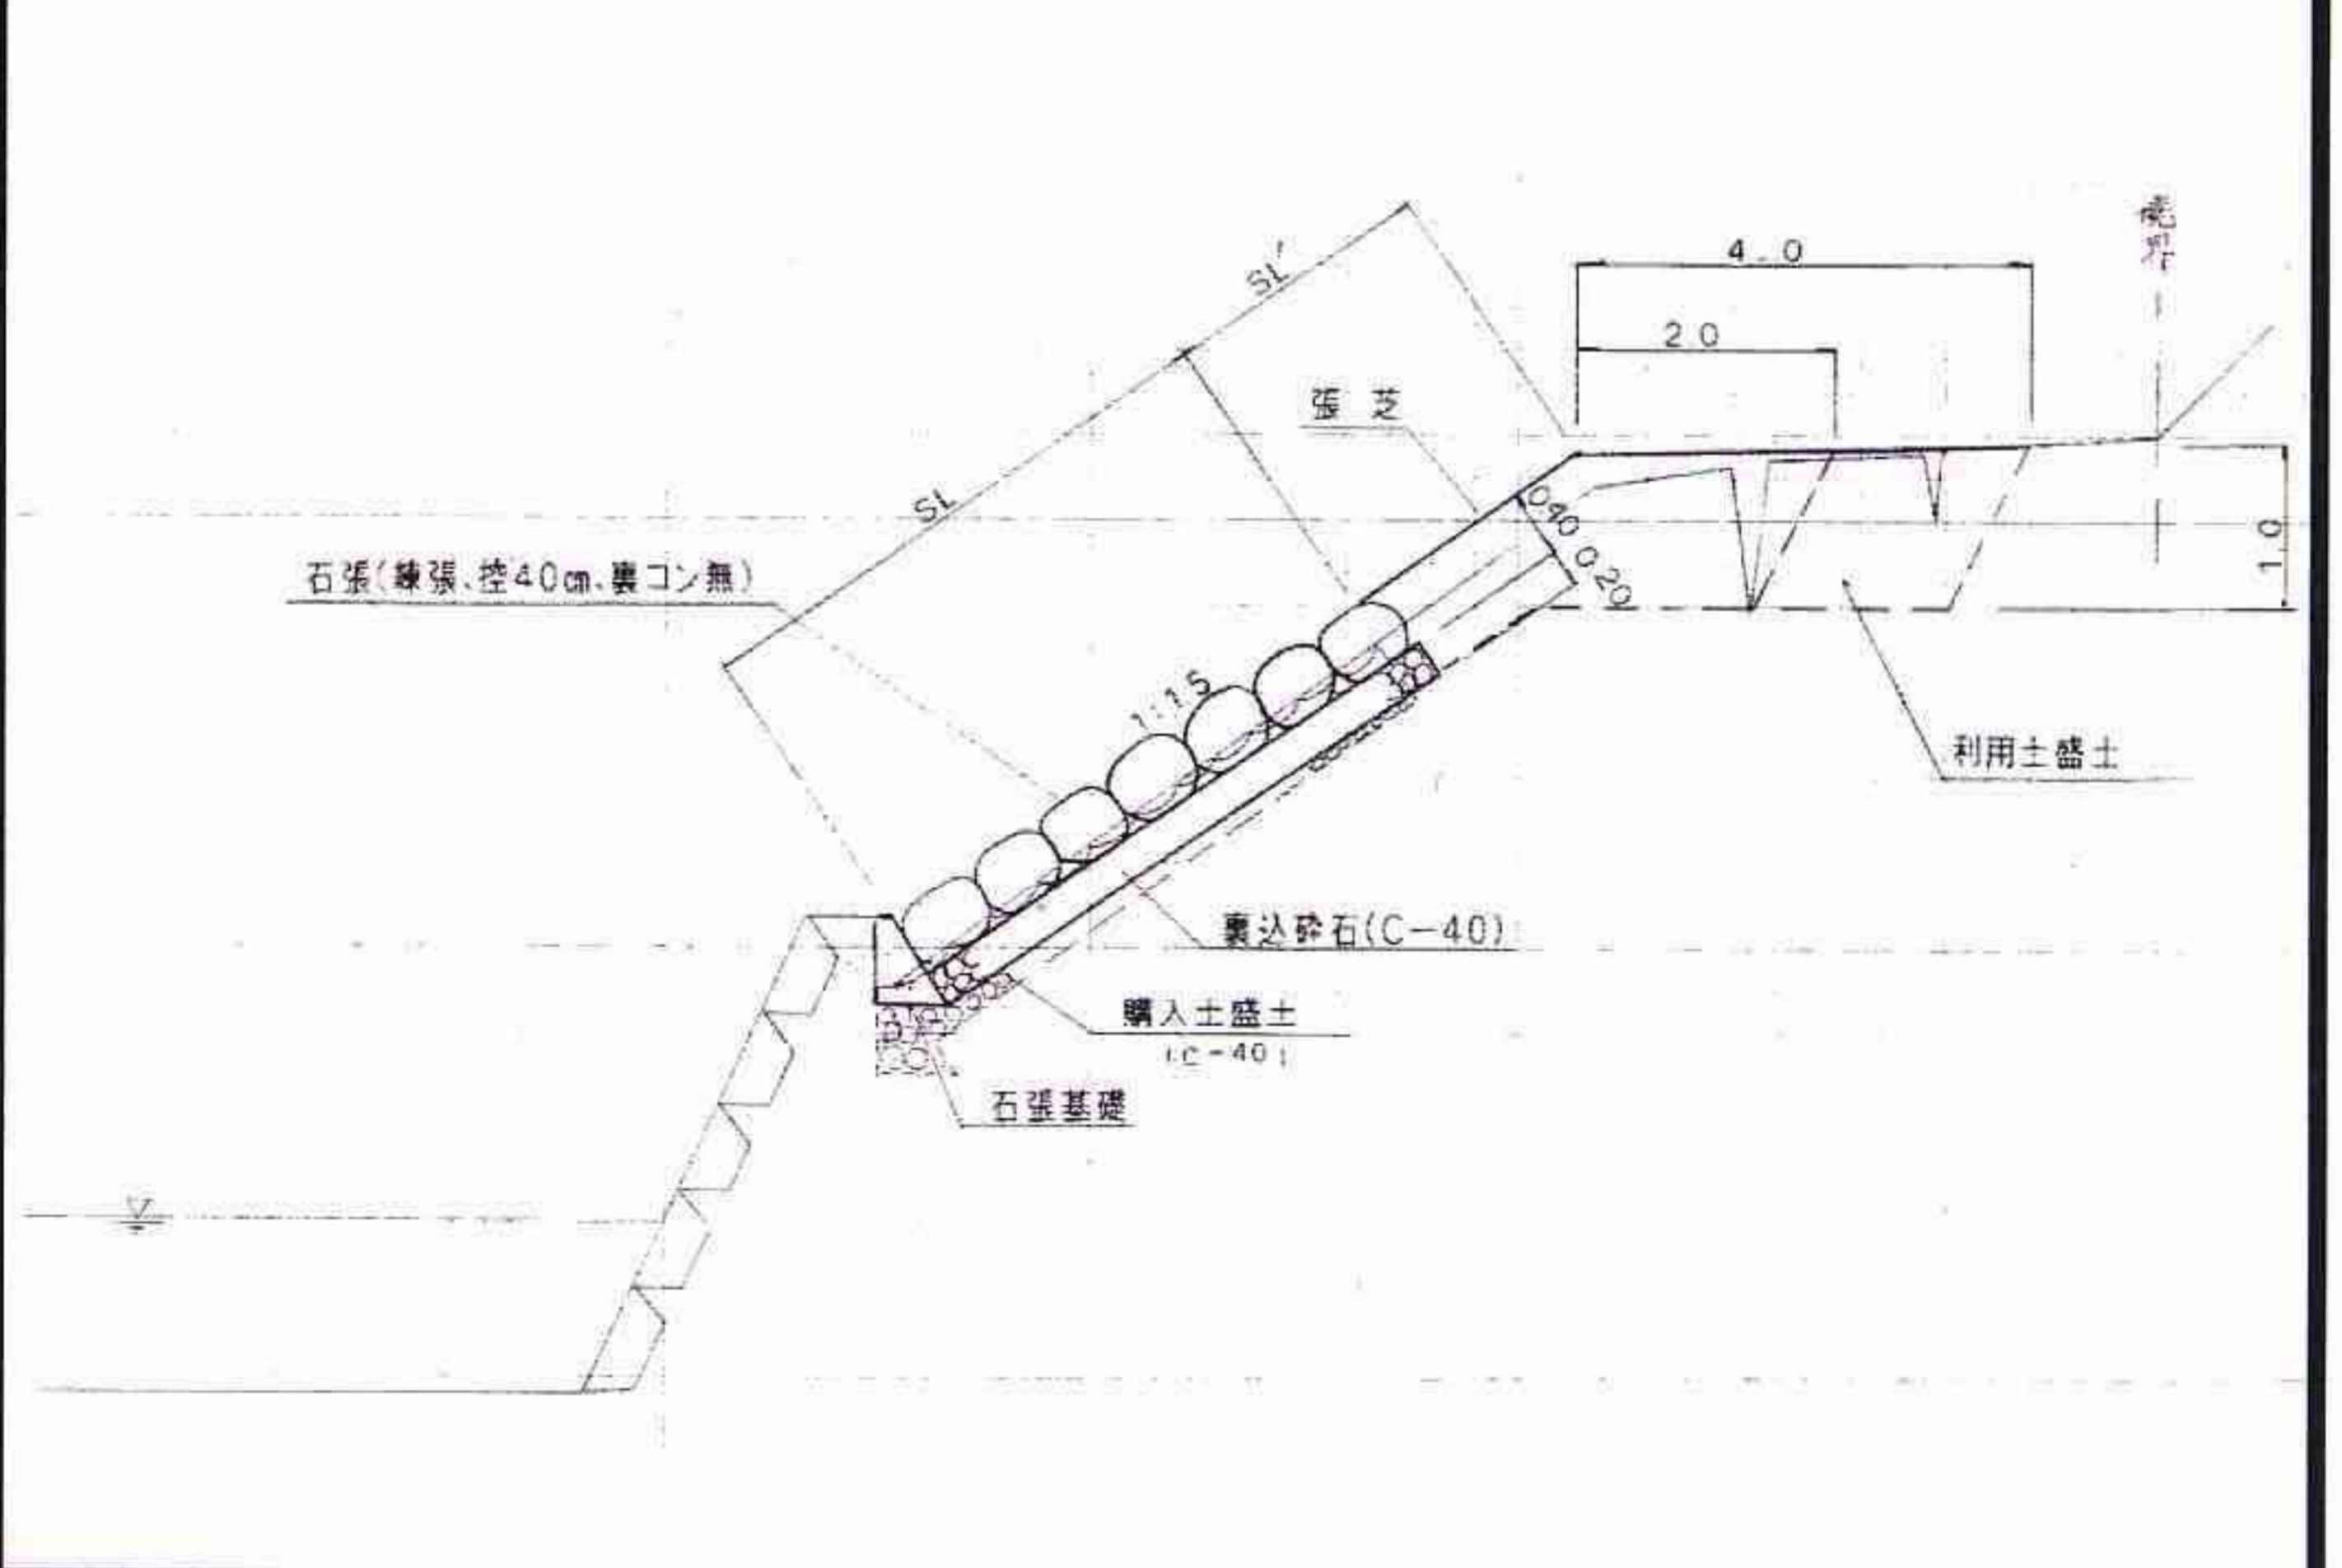 境界
SL'
4.0
2.0
張芝
SL
0.40
0.20
1.0
石張(練張、控40cm、裏コン無)
1:1.5
利用土盛土
裏込砕石(C-40)
購入土盛土
(C-40)
石張基礎